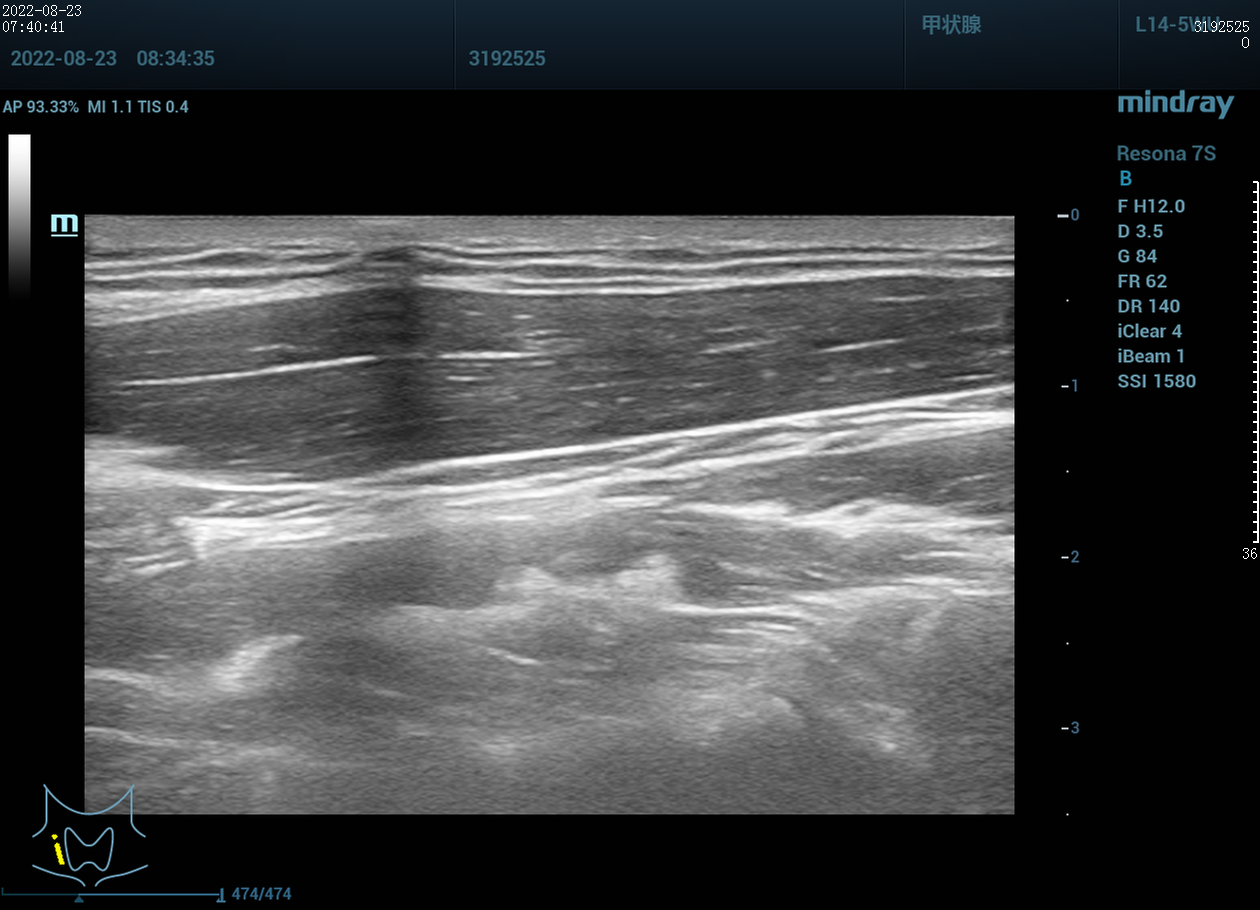 2022-08-23
07:40:41
甲状腺
L14-5WU
3192525
0
2022-08-23 08:34:35
3192525
AP 93.33% MI 1.1 TIS 0.4
mindray
Resona 7S
B
F H12.0
D 3.5
G 84
FR 62
DR 140
iClear 4
iBeam 1
SSI 1580
m
0
1
2
3
36
i
474/474